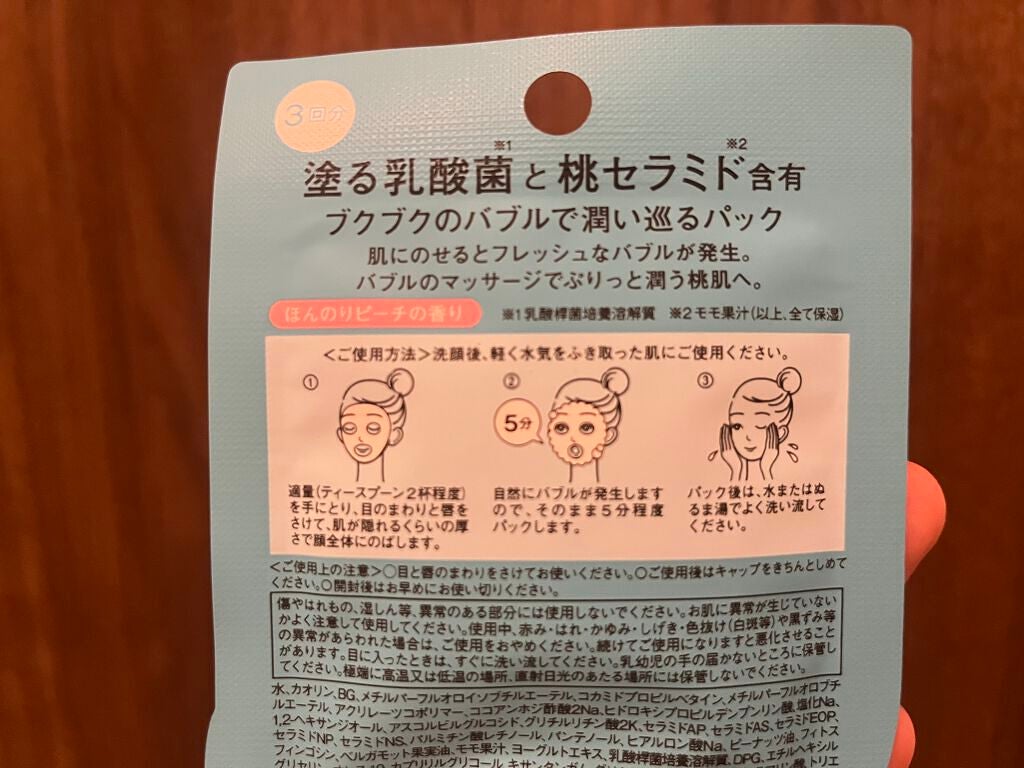 3回分
※1 ※2
塗る乳酸菌と桃セラミド含有
ブクブクのバブルで潤い巡るパック
肌にのせるとフレッシュなバブルが発生。
バブルのマッサージでぷりっと潤う桃肌へ。
ほんのりピーチの香り ※1乳酸桿菌培養溶解質 ※2モモ果汁(以上、全て保湿)
<ご使用方法>洗顔後、軽く水気をふき取った肌にご使用ください。
① ② ③
5分
適量(ティースプーン2杯程度)
を手にとり、目のまわりと唇を
さけて、肌が隠れるくらいの厚
さで顔全体にのばします。
自然にバブルが発生します
ので、そのまま5分程度
パックします。
パック後は、水またはぬ
るま湯でよく洗い流して
ください。
<ご使用上の注意>○目と唇のまわりをさけてお使いください。○ご使用後はキャップをきちんとしめて
ください。○開封後はお早めにお使い切りください。
傷やはれもの、湿しん等、異常のある部分には使用しないでください。お肌に異常が生じていない
かよく注意して使用してください。使用中、赤み・はれ・かゆみ・しげき・色抜け(白斑等)や黒ずみ等
の異常があらわれた場合は、ご使用をおやめください。続けてご使用になりますと悪化させること
があります。目に入ったときは、すぐに洗い流してください。乳幼児の手の届かないところに保管し
てください。極端に高温又は低温の場所、直射日光のあたる場所には保管しないでください。
水、カオリン、BG、メチルパーフルオロイソブチルエーテル、コカミドプロピルベタイン、メチルパーフルオロブチ
ルエーテル、アクリレーツコポリマー、ココアンホジ酢酸2Na、ヒドロキシプロピルデンプンリン酸、塩化Na、
1,2-ヘキサンジオール、アスコルビルグルコシド、グリチルリチン酸2K、セラミドAP、セラミドAS、セラミドEOP、
セラミドNP、セラミドNS、パルミチン酸レチノール、パンテノール、ヒアルロン酸Na、ピーナッツ油、フィトス
フィンゴシン、ベルガモット果実油、モモ果汁、ヨーグルトエキス、乳酸桿菌培養溶解質、DPG、エチルヘキシル
グリセリン、カプリリルグリコール、キサンタンガム、